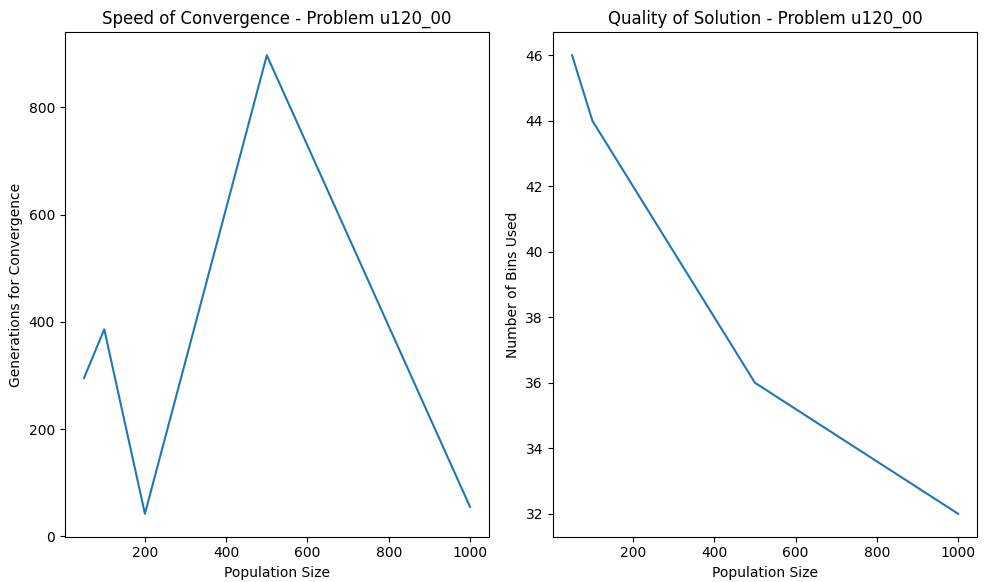 Speed of Convergence - Problem u120_00
Generations for Convergence
800
600
400
200
0
200 400 600 800 1000
Population Size
Quality of Solution - Problem u120_00
Number of Bins Used
46
44
42
40
38
36
34
32
200 400 600 800 1000
Population Size